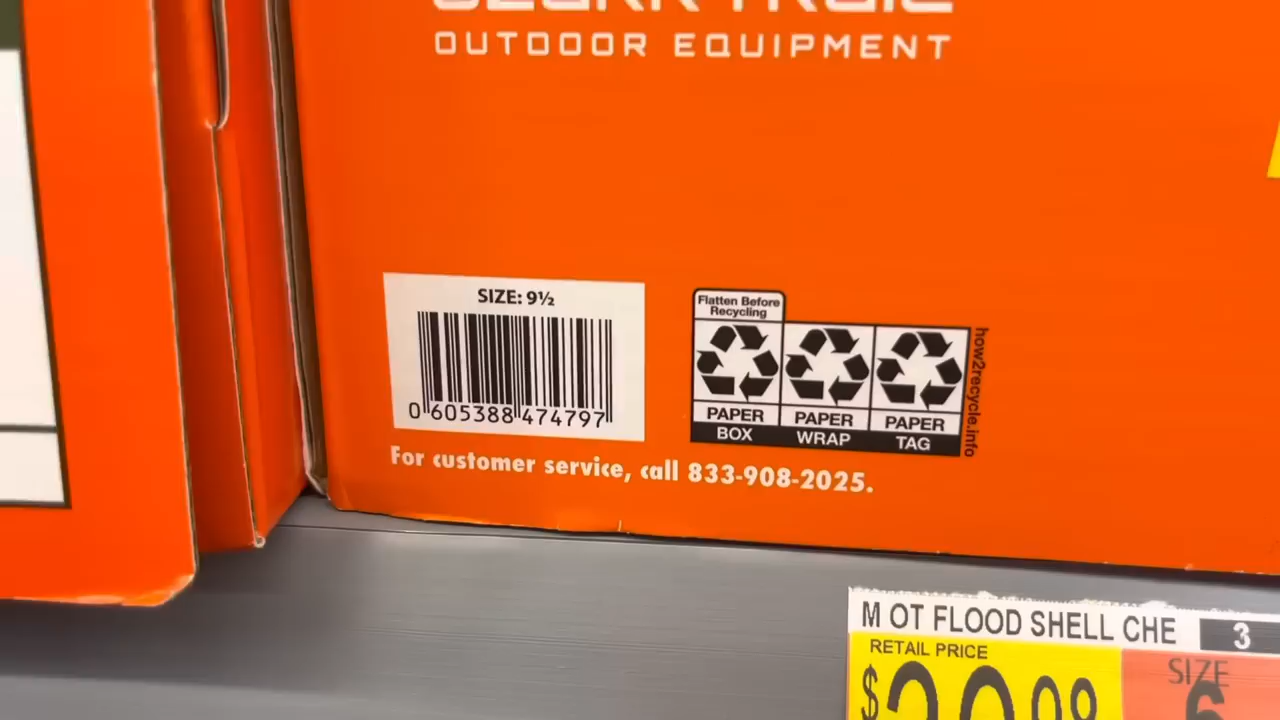 OUTDOOR EQUIPMENT
SIZE: 9½
0 605388 474797
Flatten Before
Recycling
PAPER
BOX
PAPER
WRAP
PAPER
TAG
how2recycle.info
For customer service, call 833-908-2025.
M OT FLOOD SHELL CHE
3
RETAIL PRICE
SIZE
6